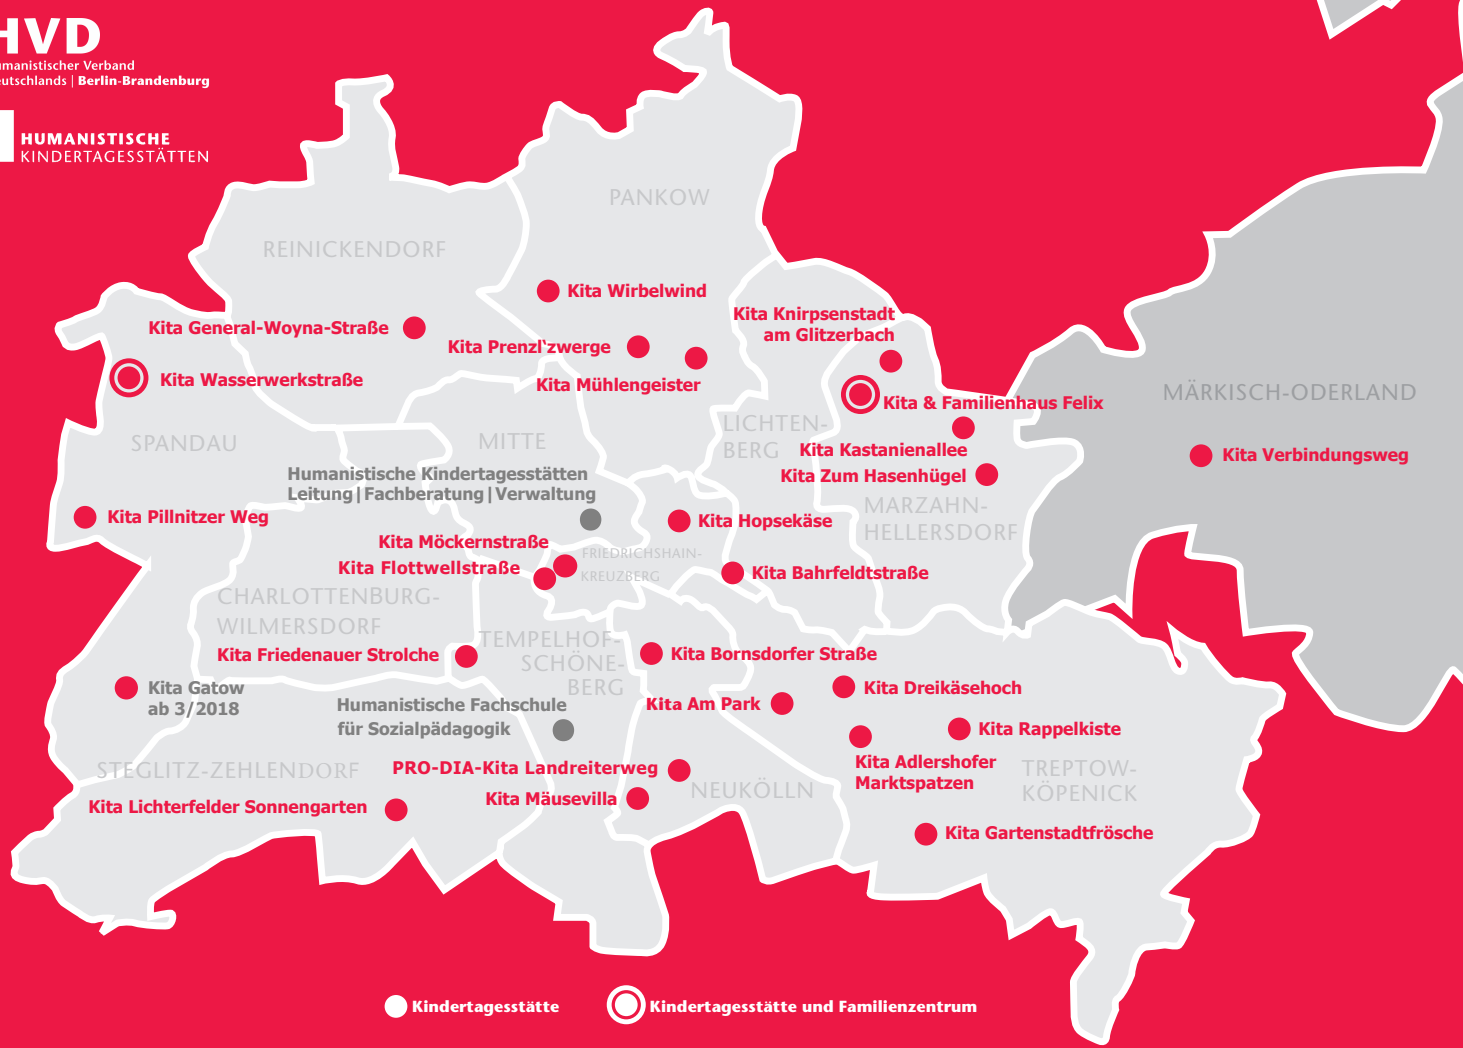 HVD
umanistischer Verband
eutschlands | Berlin-Brandenburg
HUMANISTISCHE
KINDERTAGESSTÄTTEN
PANKOW
REINICKENDORF
Kita Wirbelwind
Kita Knirpsenstadt
am Glitzerbach
Kita General-Woyna-Straße
Kita Prenzl'zwerge
Kita Wasserwerkstraße
Kita Mühlengeister
MÄRKISCH-ODERLAND
Kita & Familienhaus Felix
LICHTEN-
BERG
SPANDAU
MITTE
Kita Kastanienallee
Kita Verbindungsweg
Humanistische Kindertagesstätten
Leitung|Fachberatung|Verwaltung
Kita Zum Hasenhügel
MARZAHN-
HELLERSDORF
Kita Pillnitzer Weg
Kita Hopsekäse
Kita Möckernstraße
FRIEDRICHSHAIN-
KREUZBERG
Kita Flottwellstraße
Kita Bahrfeldtstraße
CHARLOTTENBURG-
WILMERSDORF
TEMPELHOF-
SCHÖNE-
BERG
Kita Friedenauer Strolche
Kita Bornsdorfer Straße
Kita Gatow
ab 3/2018
Kita Dreikäsehoch
Humanistische Fachschule
für Sozialpädagogik
Kita Am Park
Kita Rappelkiste
Kita Adlershofer
Marktspatzen
STEGLITZ-ZEHLENDORF
PRO-DIA-Kita Landreiterweg
TREPTOW-
KÖPENICK
NEUKÖLLN
Kita Lichterfelder Sonnengarten
Kita Mäusevilla
Kita Gartenstadtfrösche
Kindertagesstätte
Kindertagesstätte und Familienzentrum